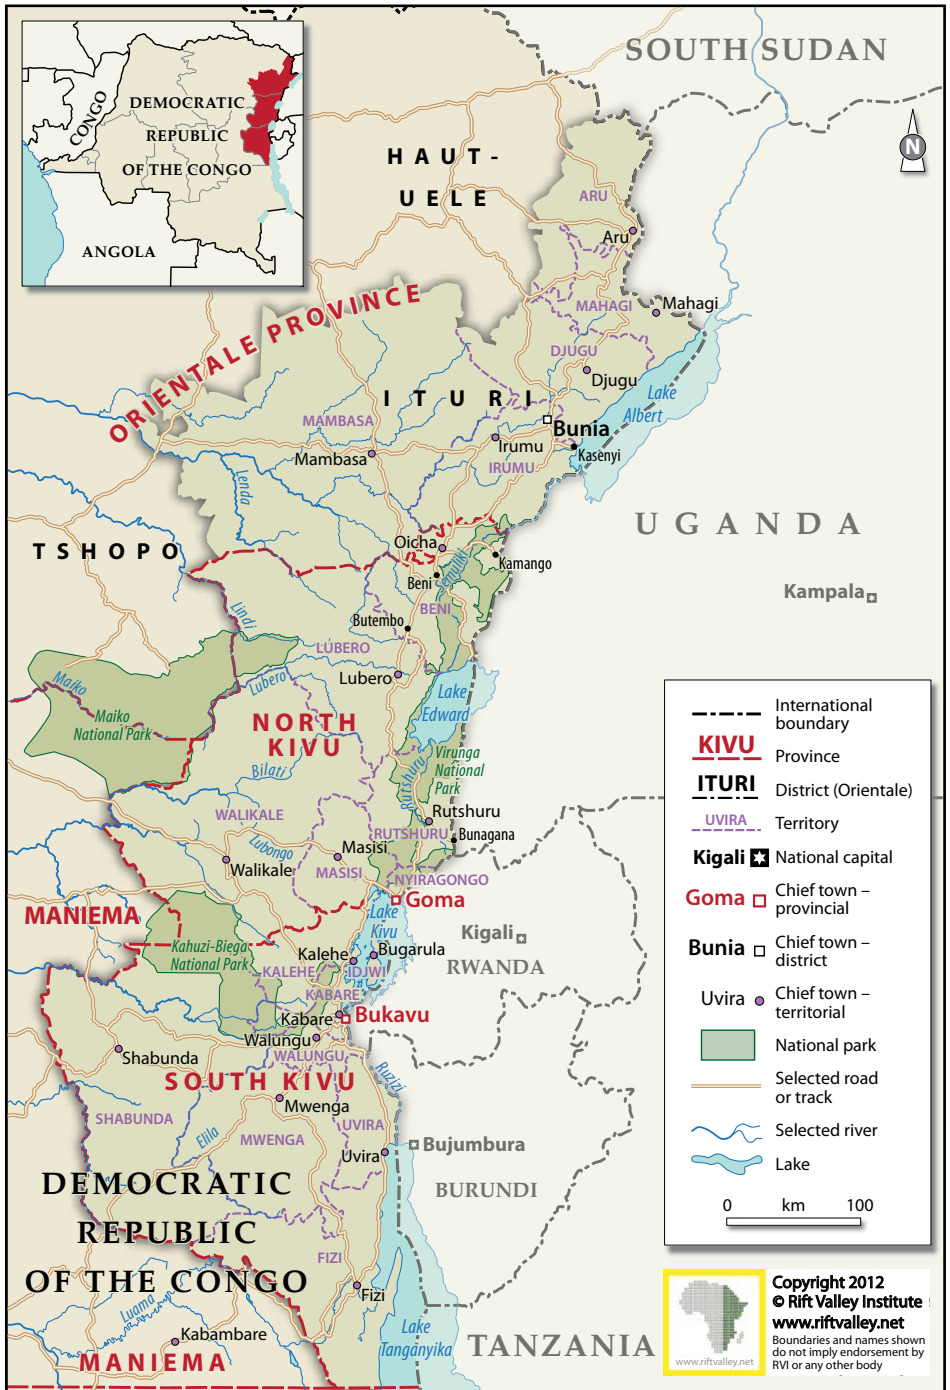 SOUTH SUDAN
DEMOCRATIC
REPUBLIC
OF THE CONGO
CONGO
ANGOLA
N
HAUT-
UELE
ARU
Aru
MAHAGI
Mahagi
ORIENTALE PROVINCE
DJUGU
Djugu
ITURI
Lake
Albert
MAMBASA
Bunia
Irumu
Kasenyi
Mambasa
IRUMU
Lenda
UGANDA
TSHOPO
Oicha
Semuliki
Kamango
Beni
Kampala
BENI
Lindi
Butembo
LUBERO
Lubero
Lubero
Maiko
Lake
Edward
Maiko
National Park
NORTH
KIVU
Virunga
National
Park
Bilati
Rutshuru
WALIKALE
Rutshuru
RUTSHURU
Bunagana
Lubongo
Masisi
Walikale
MASISI
NYIRAGONGO
Goma
MANIEMA
Lake
Kivu
Kigali
Kahuzi-Biega
National Park
Kalehe
Bugarula
RWANDA
KALEHE
IDJWI
KABARE
Kabare
Bukavu
Walungu
Shabunda
WALUNGU
Ruzizi
SOUTH KIVU
Mwenga
SHABUNDA
UVIRA
Elila
MWENGA
Uvira
Bujumbura
DEMOCRATIC
REPUBLIC
OF THE CONGO
BURUNDI
FIZI
Fizi
Luama
Kabambare
MANIEMA
Lake
Tanganyika
TANZANIA
International
boundary
KIVU Province
ITURI District (Orientale)
UVIRA Territory
Kigali National capital
Goma Chief town –
provincial
Bunia Chief town –
district
Uvira Chief town –
territorial
National park
Selected road
or track
Selected river
Lake
0 km 100
www.riftvalley.net
Copyright 2012
© Rift Valley Institute
www.riftvalley.net
Boundaries and names shown
do not imply endorsement by
RVI or any other body